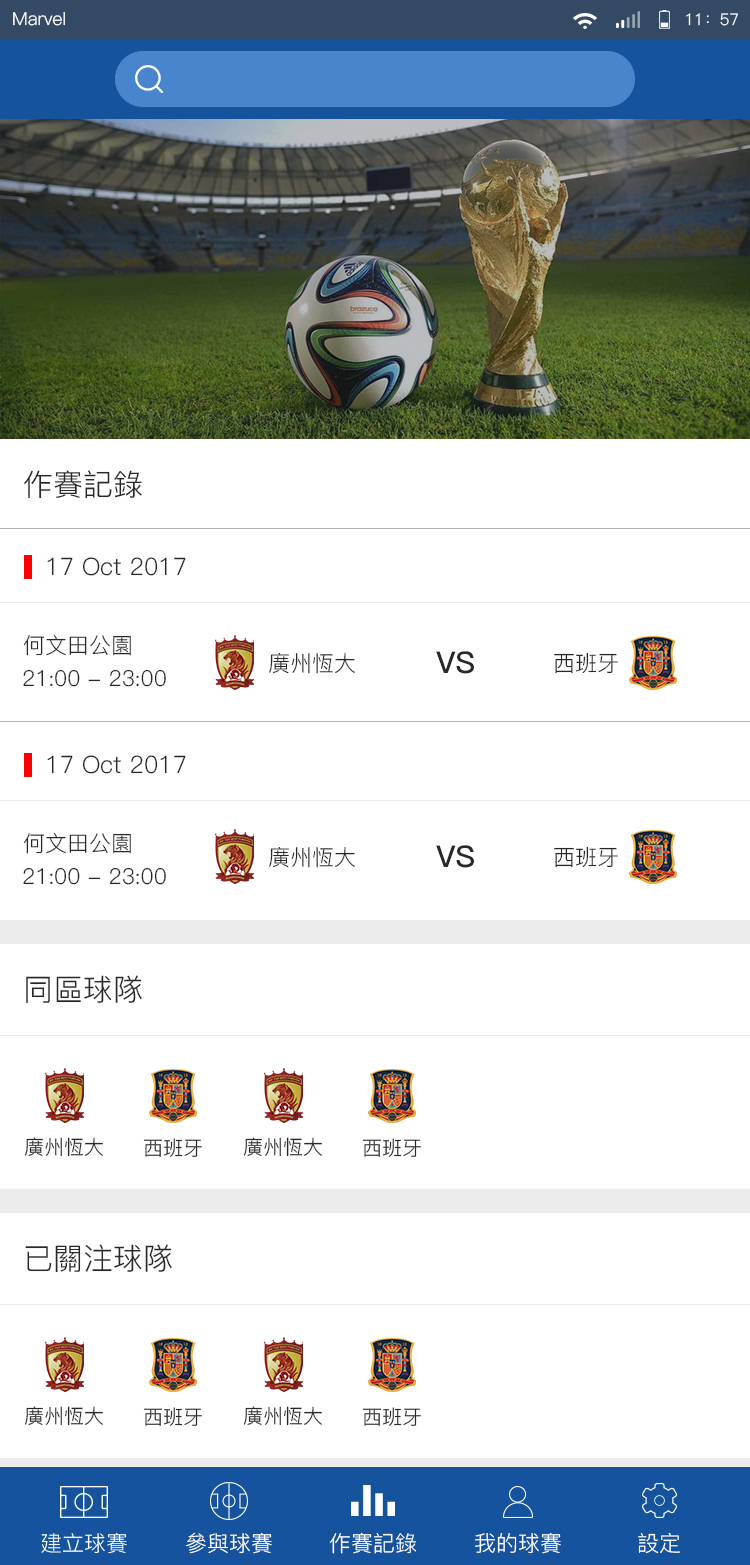 Marvel
11: 57
brazuca
作賽記錄
17 Oct 2017
何文田公園
21:00 – 23:00
廣州恆大
VS
西班牙
17 Oct 2017
何文田公園
21:00 – 23:00
廣州恆大
VS
西班牙
同區球隊
廣州恆大
西班牙
廣州恆大
西班牙
已關注球隊
廣州恆大
西班牙
廣州恆大
西班牙
建立球賽
參與球賽
作賽記錄
我的球賽
設定